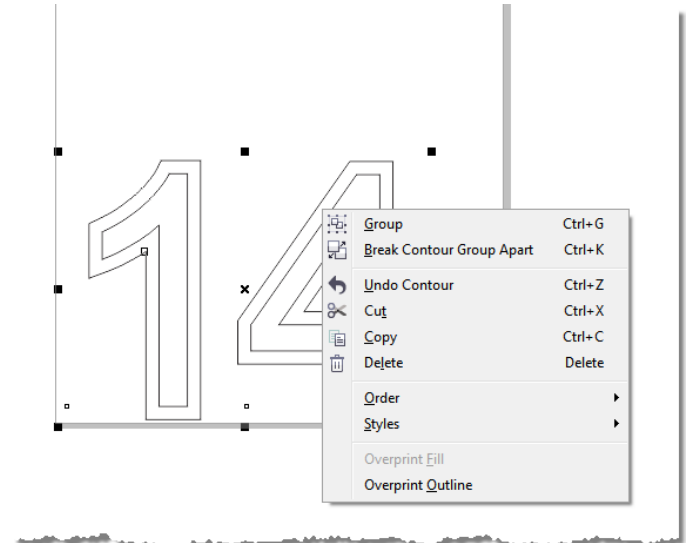 14
Group Ctrl+G
Break Contour Group Apart Ctrl+K
Undo Contour Ctrl+Z
Cut Ctrl+X
Copy Ctrl+C
Delete Delete
Order
Styles
Overprint Fill
Overprint Outline